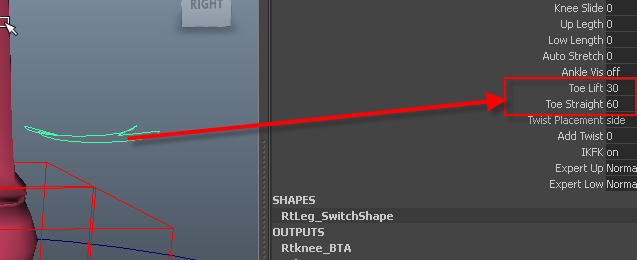 RIGHT
Knee Slide 0
Up Legth 0
Low Length 0
Auto Stretch 0
Ankle Vis off
Toe Lift 30
Toe Straight 60
Twist Placement side
Add Twist 0
IKFK on
Expert Up Norma
Expert Low Norma
SHAPES
RtLeg_SwitchShape
OUTPUTS
Rtknee_BTA